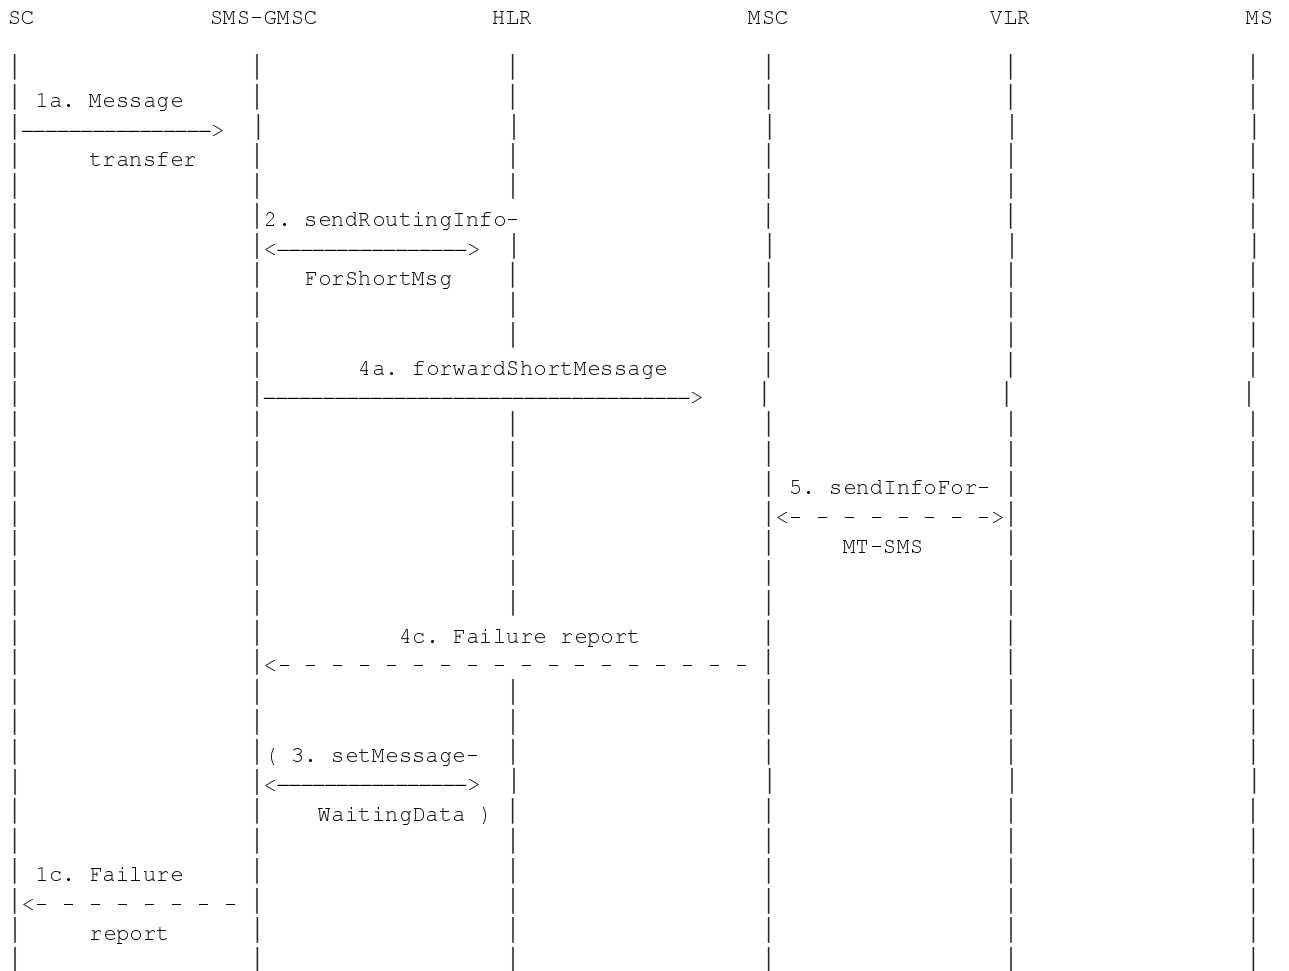 SC SMS-GMSC HLR MSC VLR MS
1a. Message
transfer
2. sendRoutingInfo-
ForShortMsg
4a. forwardShortMessage
5. sendInfoFor-
MT-SMS
4c. Failure report
( 3. setMessage-
WaitingData )
1c. Failure
report